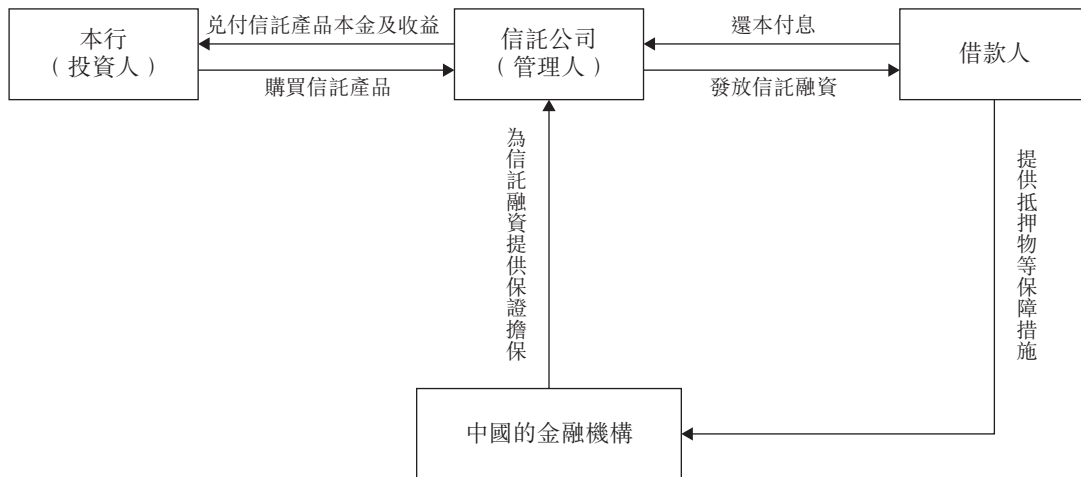 本行
（投資人）
兌付信託產品本金及收益
購買信託產品
信託公司
（管理人）
還本付息
發放信託融資
借款人
為信託融資提供保證擔保
提供抵押物等保障措施
中國的金融機構